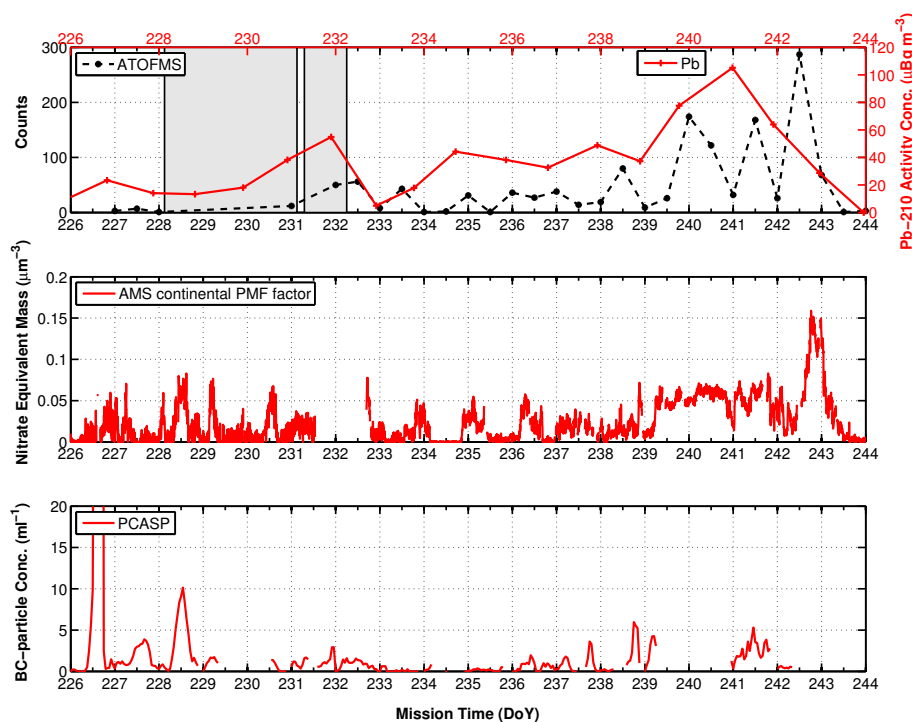 226 228 230 232 234 236 238 240 242 244
300 120
ATOFMS Pb
100
200 80
60
100 40
20
0 0
Counts
Pb−210 Activity Conc. (μBq m−3)
226 227 228 229 230 231 232 233 234 235 236 237 238 239 240 241 242 243 244
0.2
AMS continental PMF factor
0.15
0.1
0.05
0
Nitrate Equivalent Mass (μm−3)
226 227 228 229 230 231 232 233 234 235 236 237 238 239 240 241 242 243 244
20
PCASP
15
10
5
0
BC−particle Conc. (ml−1)
226 227 228 229 230 231 232 233 234 235 236 237 238 239 240 241 242 243 244
Mission Time (DoY)